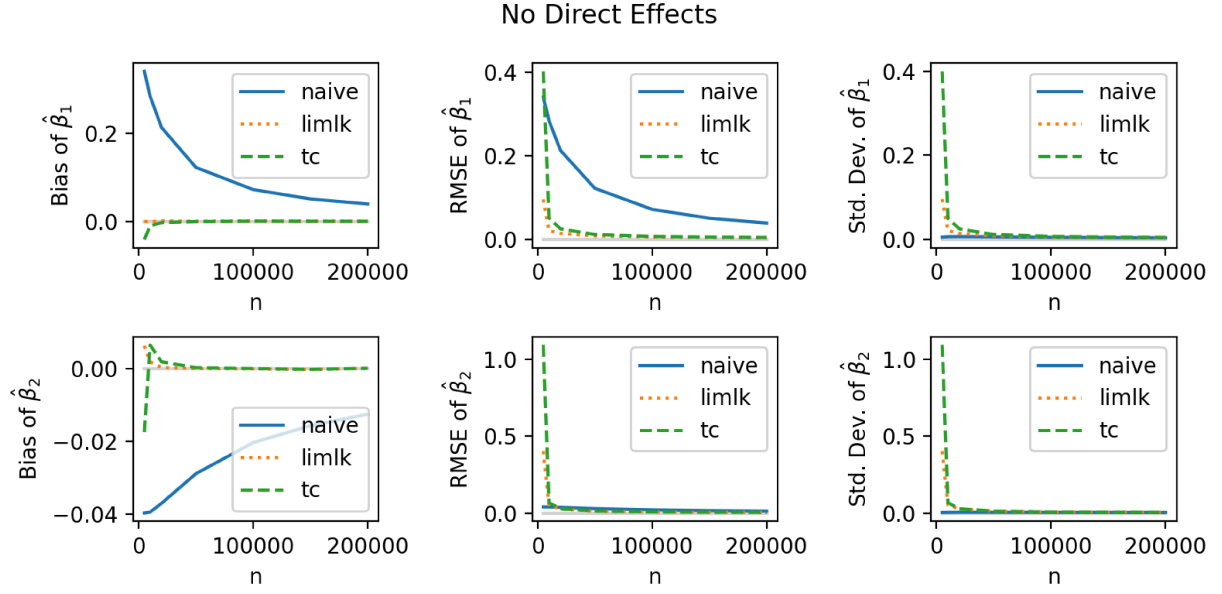 No Direct Effects
Bias of β̂₁
0.2
0.0
naive
limlk
tc
0
100000
200000
n
RMSE of β̂₁
0.4
0.2
0.0
naive
limlk
tc
0
100000
200000
n
Std. Dev. of β̂₁
0.4
0.2
0.0
naive
limlk
tc
0
100000
200000
n
Bias of β̂₂
0.00
−0.02
−0.04
naive
limlk
tc
0
100000
200000
n
RMSE of β̂₂
1.0
0.5
0.0
naive
limlk
tc
0
100000
200000
n
Std. Dev. of β̂₂
1.0
0.5
0.0
naive
limlk
tc
0
100000
200000
n